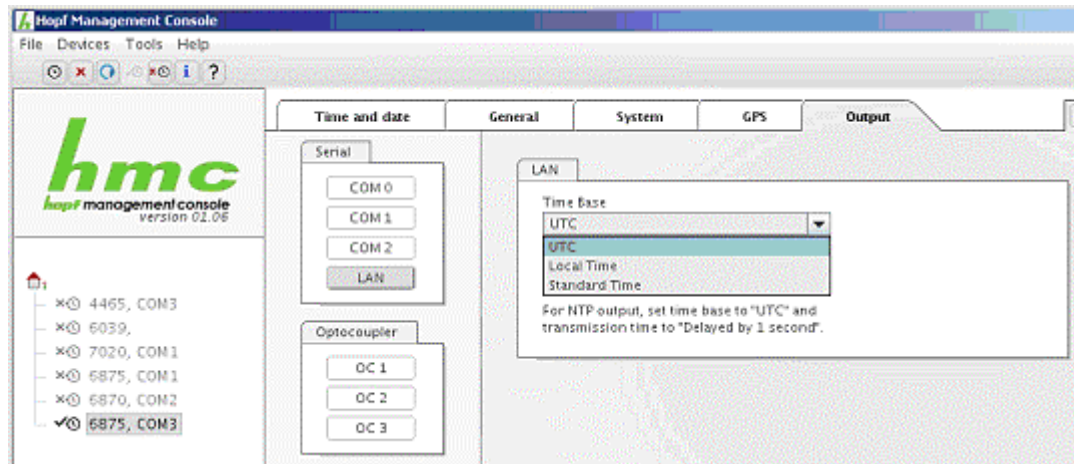 Hopf Management Console
File Devices Tools Help
Time and date General System GPS Output
hmc
hopf management console
version 01.06
1
4465, COM3
6039,
7020, COM1
6875, COM1
6870, COM2
6875, COM3
Serial
COM 0
COM 1
COM 2
LAN
Optocoupler
OC 1
OC 2
OC 3
LAN
Time Base
UTC
UTC
Local Time
Standard Time
For NTP output, set time base to "UTC" and
transmission time to "Delayed by 1 second".